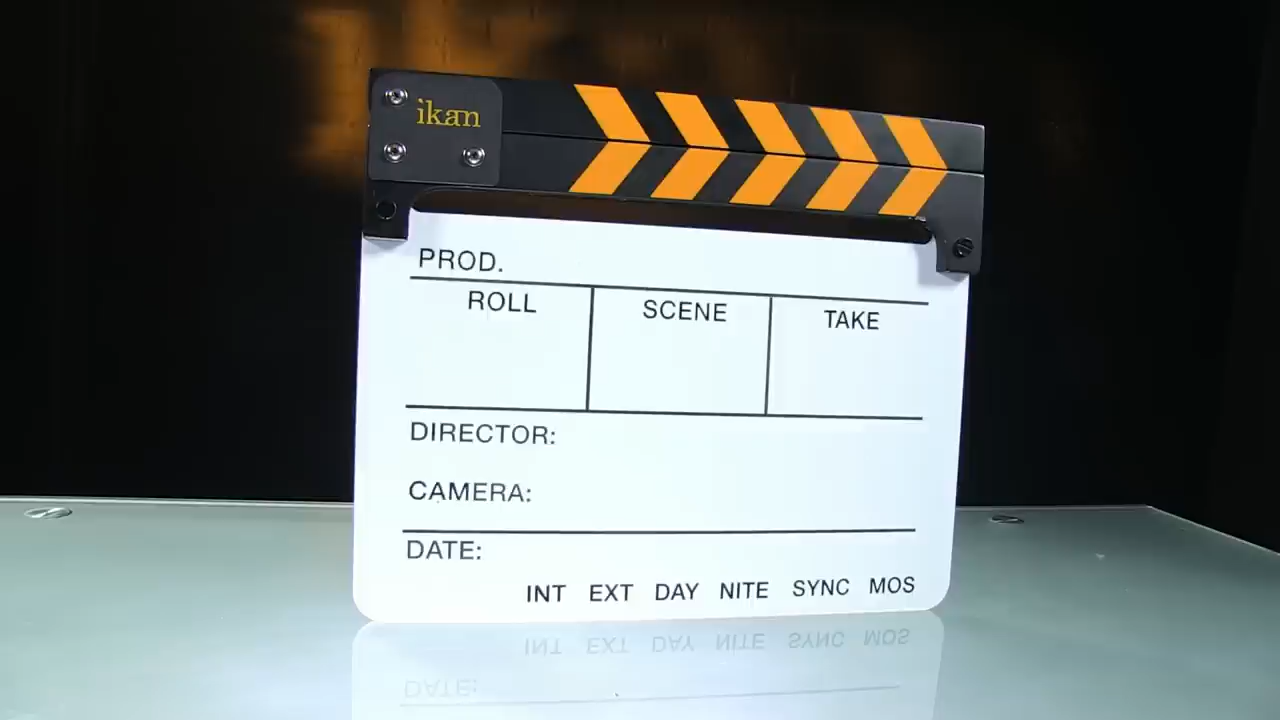 ikan
PROD.
ROLL SCENE TAKE
DIRECTOR:
CAMERA:
DATE:
INT EXT DAY NITE SYNC MOS